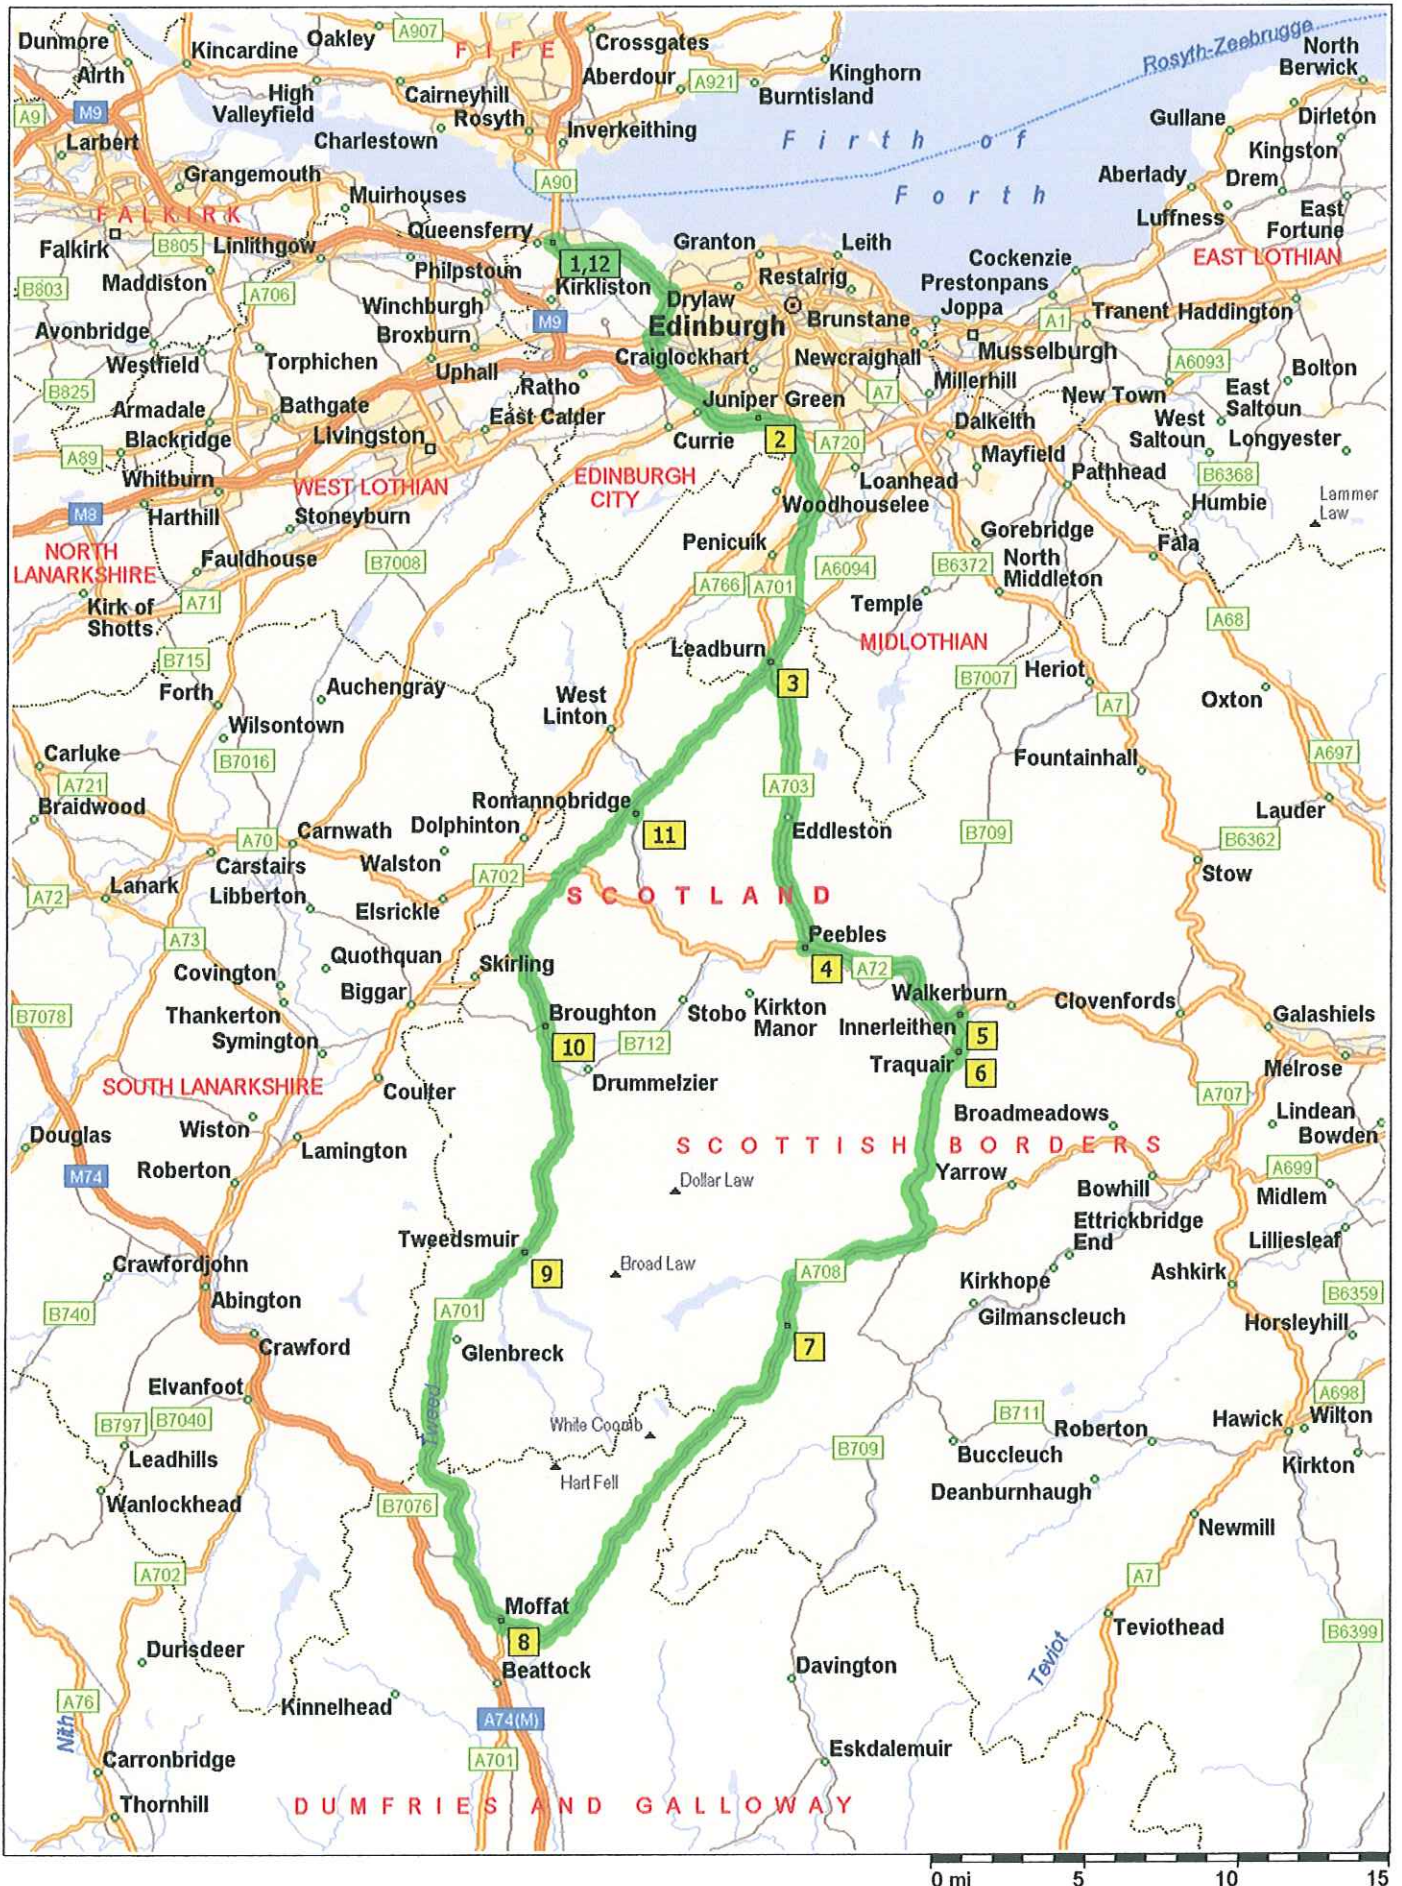 Dunmore
Kincardine
Oakley
A907
FIFE
Crossgates
Rosyth-Zeebrugge
North
Berwick
Airth
High
Valleyfield
Cairneyhill
Aberdour
A921
Kinghorn
Burntisland
A9
M9
Rosyth
Gullane
Dirleton
Larbert
Charlestown
Inverkeithing
Firth of
Forth
Kingston
Grangemouth
A90
Aberlady
Drem
Muirhouses
Luffness
East
Fortune
FALKIRK
Falkirk
B805
Linlithgow
Queensferry
Granton
Leith
EAST LOTHIAN
Philpstoun
1,12
Kirkliston
Restalrig
Cockenzie
Prestonpans
B803
Maddiston
A706
Winchburgh
Drylaw
Joppa
Tranent
Haddington
Avonbridge
Broxburn
M9
Edinburgh
Brunstane
A1
Westfield
Torphichen
Craiglockhart
Newcraighall
Musselburgh
A6093
Uphall
Ratho
Millerhill
Bolton
B825
A7
New Town
East
Saltoun
Armadale
Bathgate
East Calder
Juniper Green
Dalkeith
West
Saltoun
Longyester
Blackridge
Livingston
Currie
2
A720
A89
Mayfield
Whitburn
WEST LOTHIAN
EDINBURGH
CITY
Loanhead
Pathhead
B6368
Woodhouselee
Humbie
Lammer
Law
M8
Harthill
Stoneyburn
Gorebridge
NORTH
LANARKSHIRE
Fauldhouse
B7008
Penicuik
Fala
A766
A701
A6094
B6372
North
Middleton
Kirk of
Shotts
A71
Temple
A68
B715
Leadburn
MIDLOTHIAN
Forth
Auchengray
3
B7007
Heriot
Wilsontown
West
Linton
A7
Oxton
Carluke
B7016
Fountainhall
A697
A721
A703
Braidwood
Romannobridge
Lauder
A70
Carnwath
Dolphinton
11
Eddleston
B709
B6362
Carstairs
Walston
A702
Stow
A72
Lanark
Libberton
Elsrickle
SCOTLAND
A73
Peebles
Quothquan
Skirling
4
A72
Covington
Biggar
Walkerburn
Clovenfords
B7078
Thankerton
Broughton
Stobo
Kirkton
Manor
Innerleithen
5
Galashiels
Symington
10
B712
Traquair
6
Melrose
SOUTH LANARKSHIRE
Coulter
Drummelzier
A707
Wiston
Broadmeadows
Lindean
Douglas
Lamington
SCOTTISH BORDERS
Bowden
M74
Roberton
Dollar Law
Yarrow
Bowhill
A699
Midlem
Tweedsmuir
Ettrickbridge
End
Lilliesleaf
Crawfordjohn
9
Broad Law
A708
Kirkhope
Ashkirk
Abington
A701
Gilmanscleuch
B6359
B740
Horsleyhill
Crawford
Glenbreck
7
Elvanfoot
Tweed
A698
B797
B7040
White Coomb
B711
Roberton
Hawick
Wilton
Leadhills
B709
Buccleuch
Kirkton
Hart Fell
Deanburnhaugh
Wanlockhead
B7076
Newmill
A702
A7
Moffat
Teviothead
8
B6399
Durisdeer
Beattock
Davington
Teviot
A76
Kinnelhead
A74(M)
Nith
Carronbridge
A701
Eskdalemuir
Thornhill
DUMFRIES AND GALLOWAY
0 mi 5 10 15